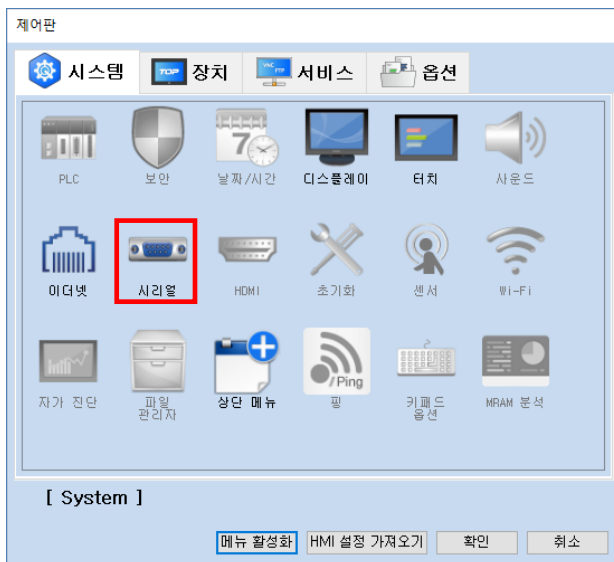 제어판
시스템 TOP 장치 VNC FTP 서비스 옵션
7
PLC 보안 날짜/시간 디스플레이 터치 사운드
이더넷 시리얼 HDMI 초기화 센서 Wi-Fi
/Ping
자가 진단 파일 상단 메뉴 핑 키패드 MRAM 분석
관리자 옵션
[ System ]
메뉴 활성화 HMI 설정 가져오기 확인 취소